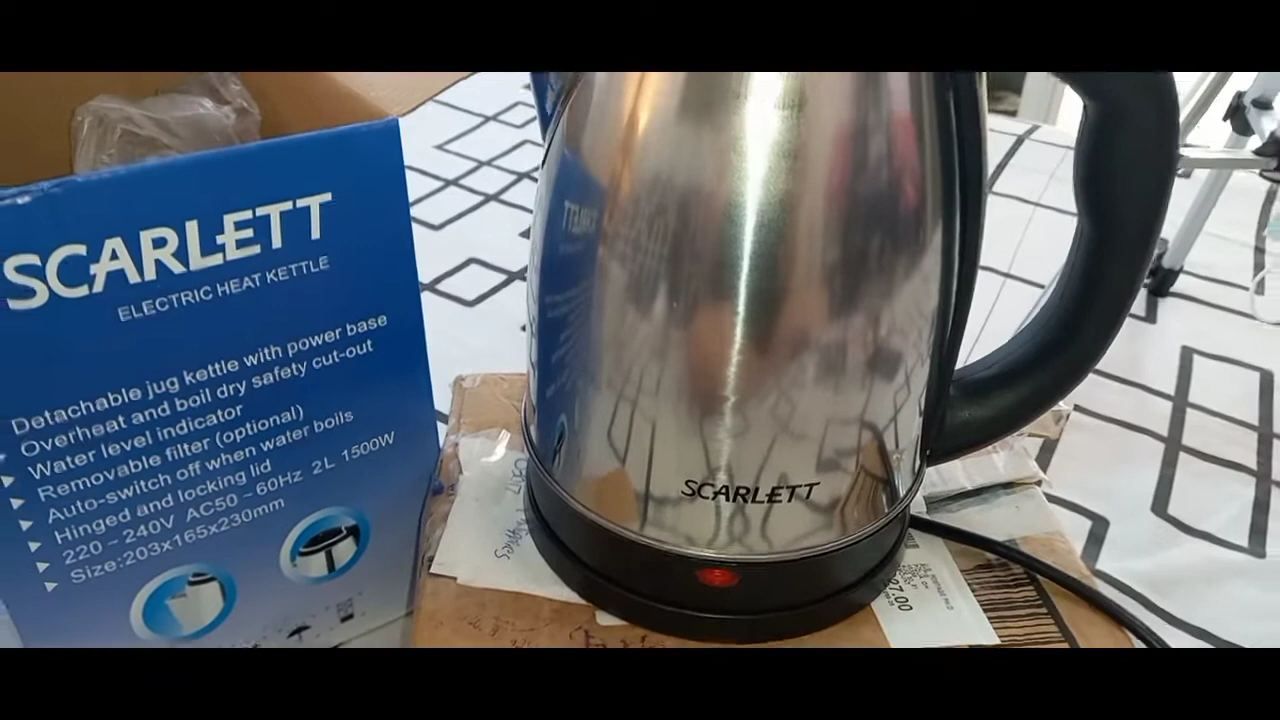 SCARLETT
ELECTRIC HEAT KETTLE
Detachable jug kettle with power base
Overheat and boil dry safety cut-out
Water level indicator
Removable filter (optional)
Auto-switch off when water boils
Hinged and locking lid
220 ~ 240V AC50 ~ 60Hz 2L 1500W
Size:203x165x230mm
SCARLETT
27.00